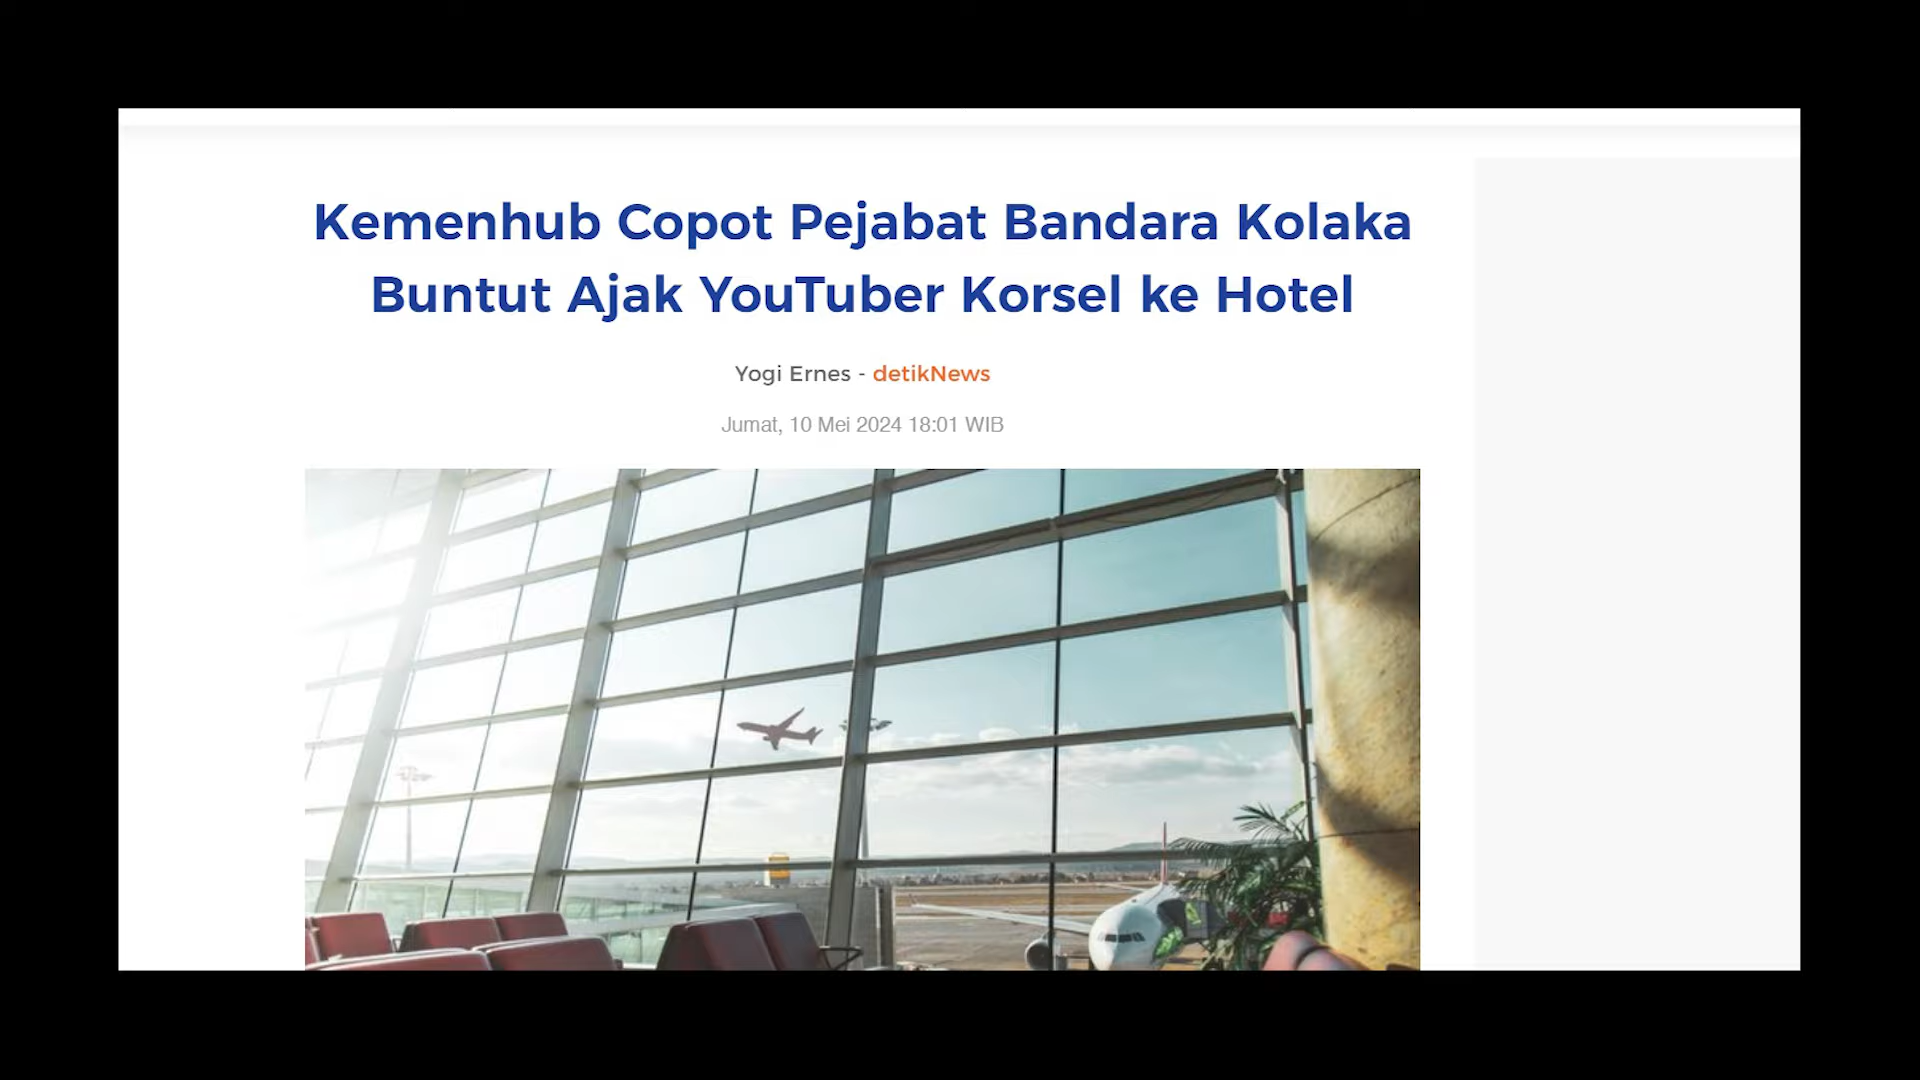 Kemenhub Copot Pejabat Bandara Kolaka
Buntut Ajak YouTuber Korsel ke Hotel
Yogi Ernes - detikNews
Jumat, 10 Mei 2024 18:01 WIB